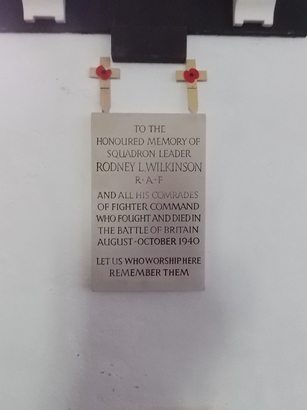 TO THE
HONOURED MEMORY OF
SQUADRON LEADER
RODNEY L. WILKINSON
R·A·F
AND ALL HIS COMRADES
OF FIGHTER COMMAND
WHO FOUGHT AND DIED IN
THE BATTLE OF BRITAIN
AUGUST-OCTOBER 1940
LET US WHO WORSHIP HERE
REMEMBER THEM